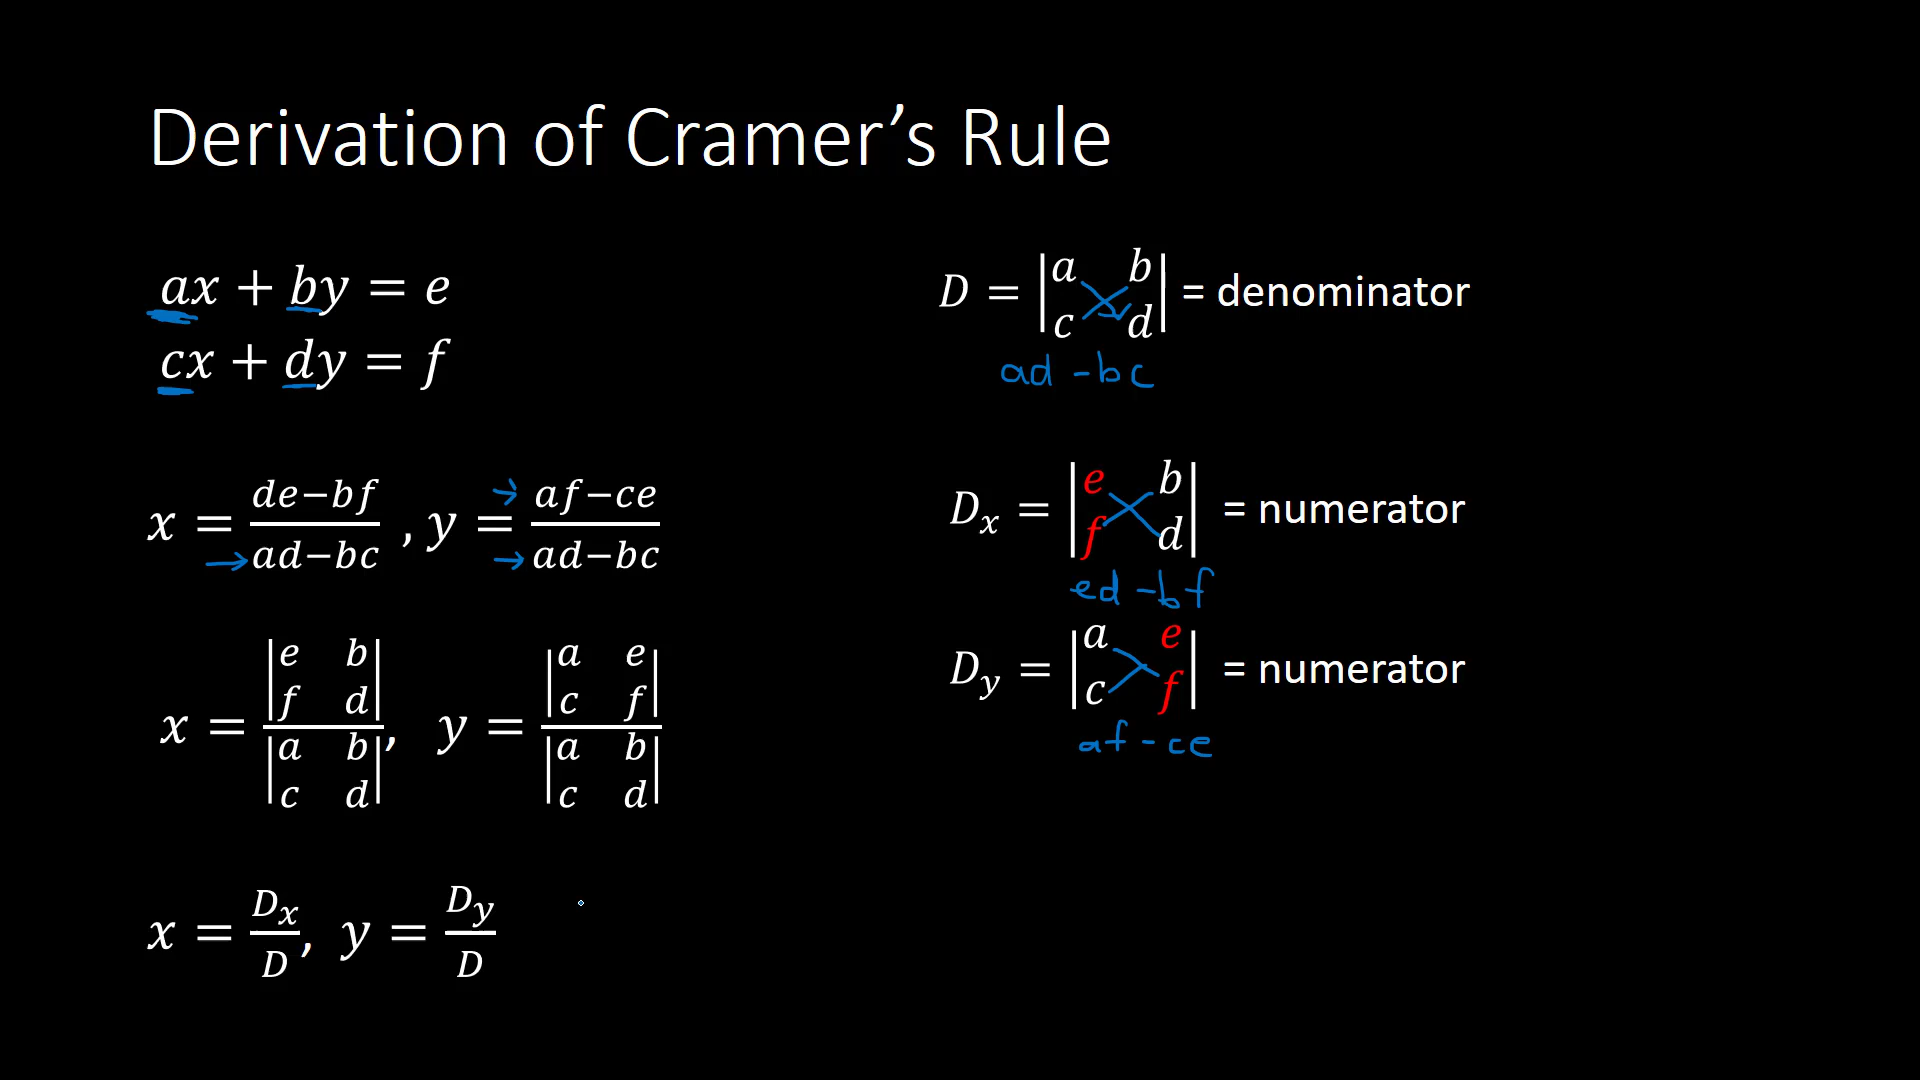 Derivation of Cramer’s Rule
ax + by = e
cx + dy = f
x = de−bf / ad−bc , y = af−ce / ad−bc
x = |e b| / |a b|, y = |a e| / |a b|
|f d| |c d| |c f| |c d|
x = Dx / D, y = Dy / D
D = |a b| = denominator
|c d|
ad - bc
Dx = |e b| = numerator
|f d|
ed - bf
Dy = |a e| = numerator
|c f|
af - ce